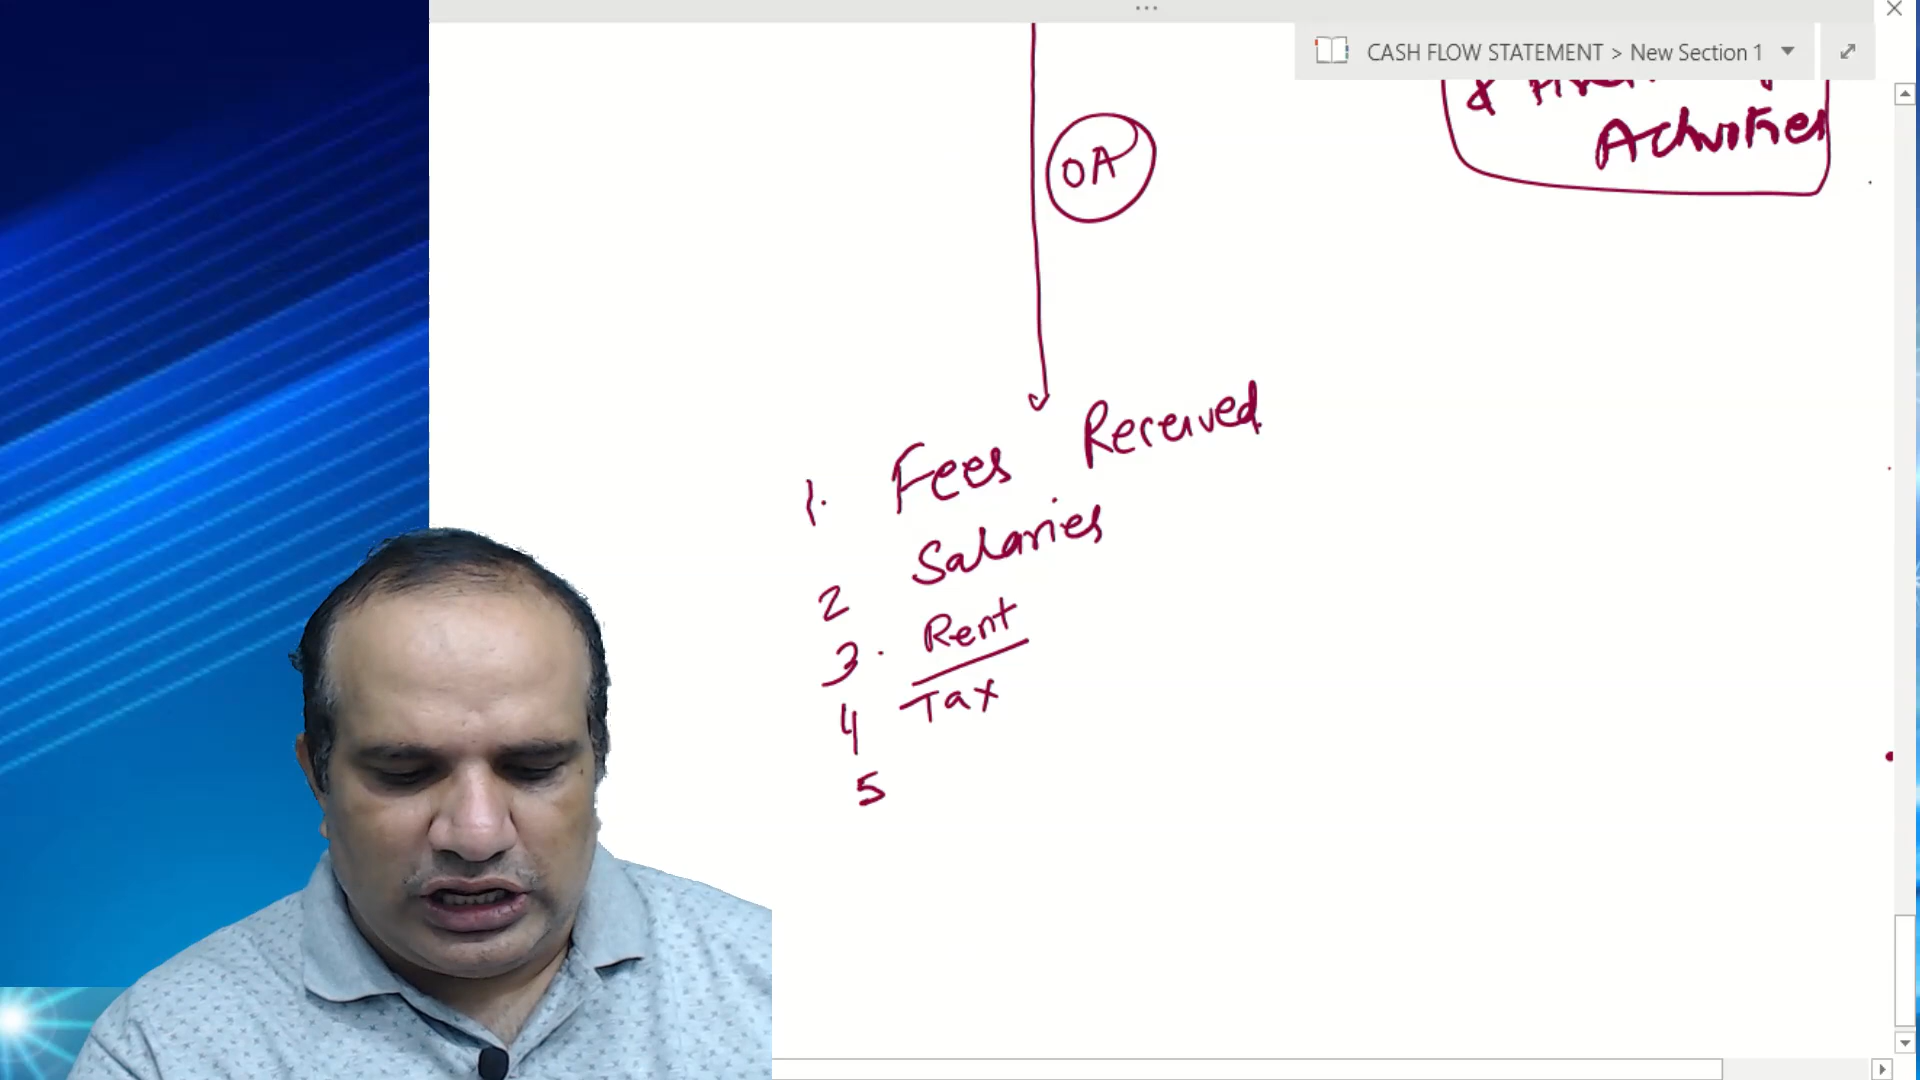 CASH FLOW STATEMENT > New Section 1
&
Activities
OA
1. Fees Received
2 Salaries
3. Rent
4 Tax
5